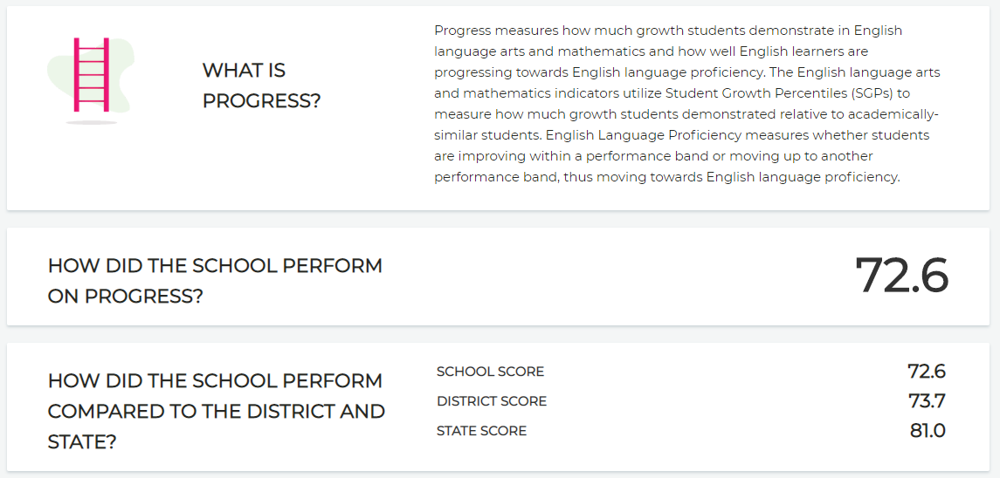 WHAT IS
PROGRESS?
Progress measures how much growth students demonstrate in English
language arts and mathematics and how well English learners are
progressing towards English language proficiency. The English language arts
and mathematics indicators utilize Student Growth Percentiles (SGPs) to
measure how much growth students demonstrated relative to academically-
similar students. English Language Proficiency measures whether students
are improving within a performance band or moving up to another
performance band, thus moving towards English language proficiency.
HOW DID THE SCHOOL PERFORM
ON PROGRESS?
72.6
HOW DID THE SCHOOL PERFORM
COMPARED TO THE DISTRICT AND
STATE?
SCHOOL SCORE 72.6
DISTRICT SCORE 73.7
STATE SCORE 81.0